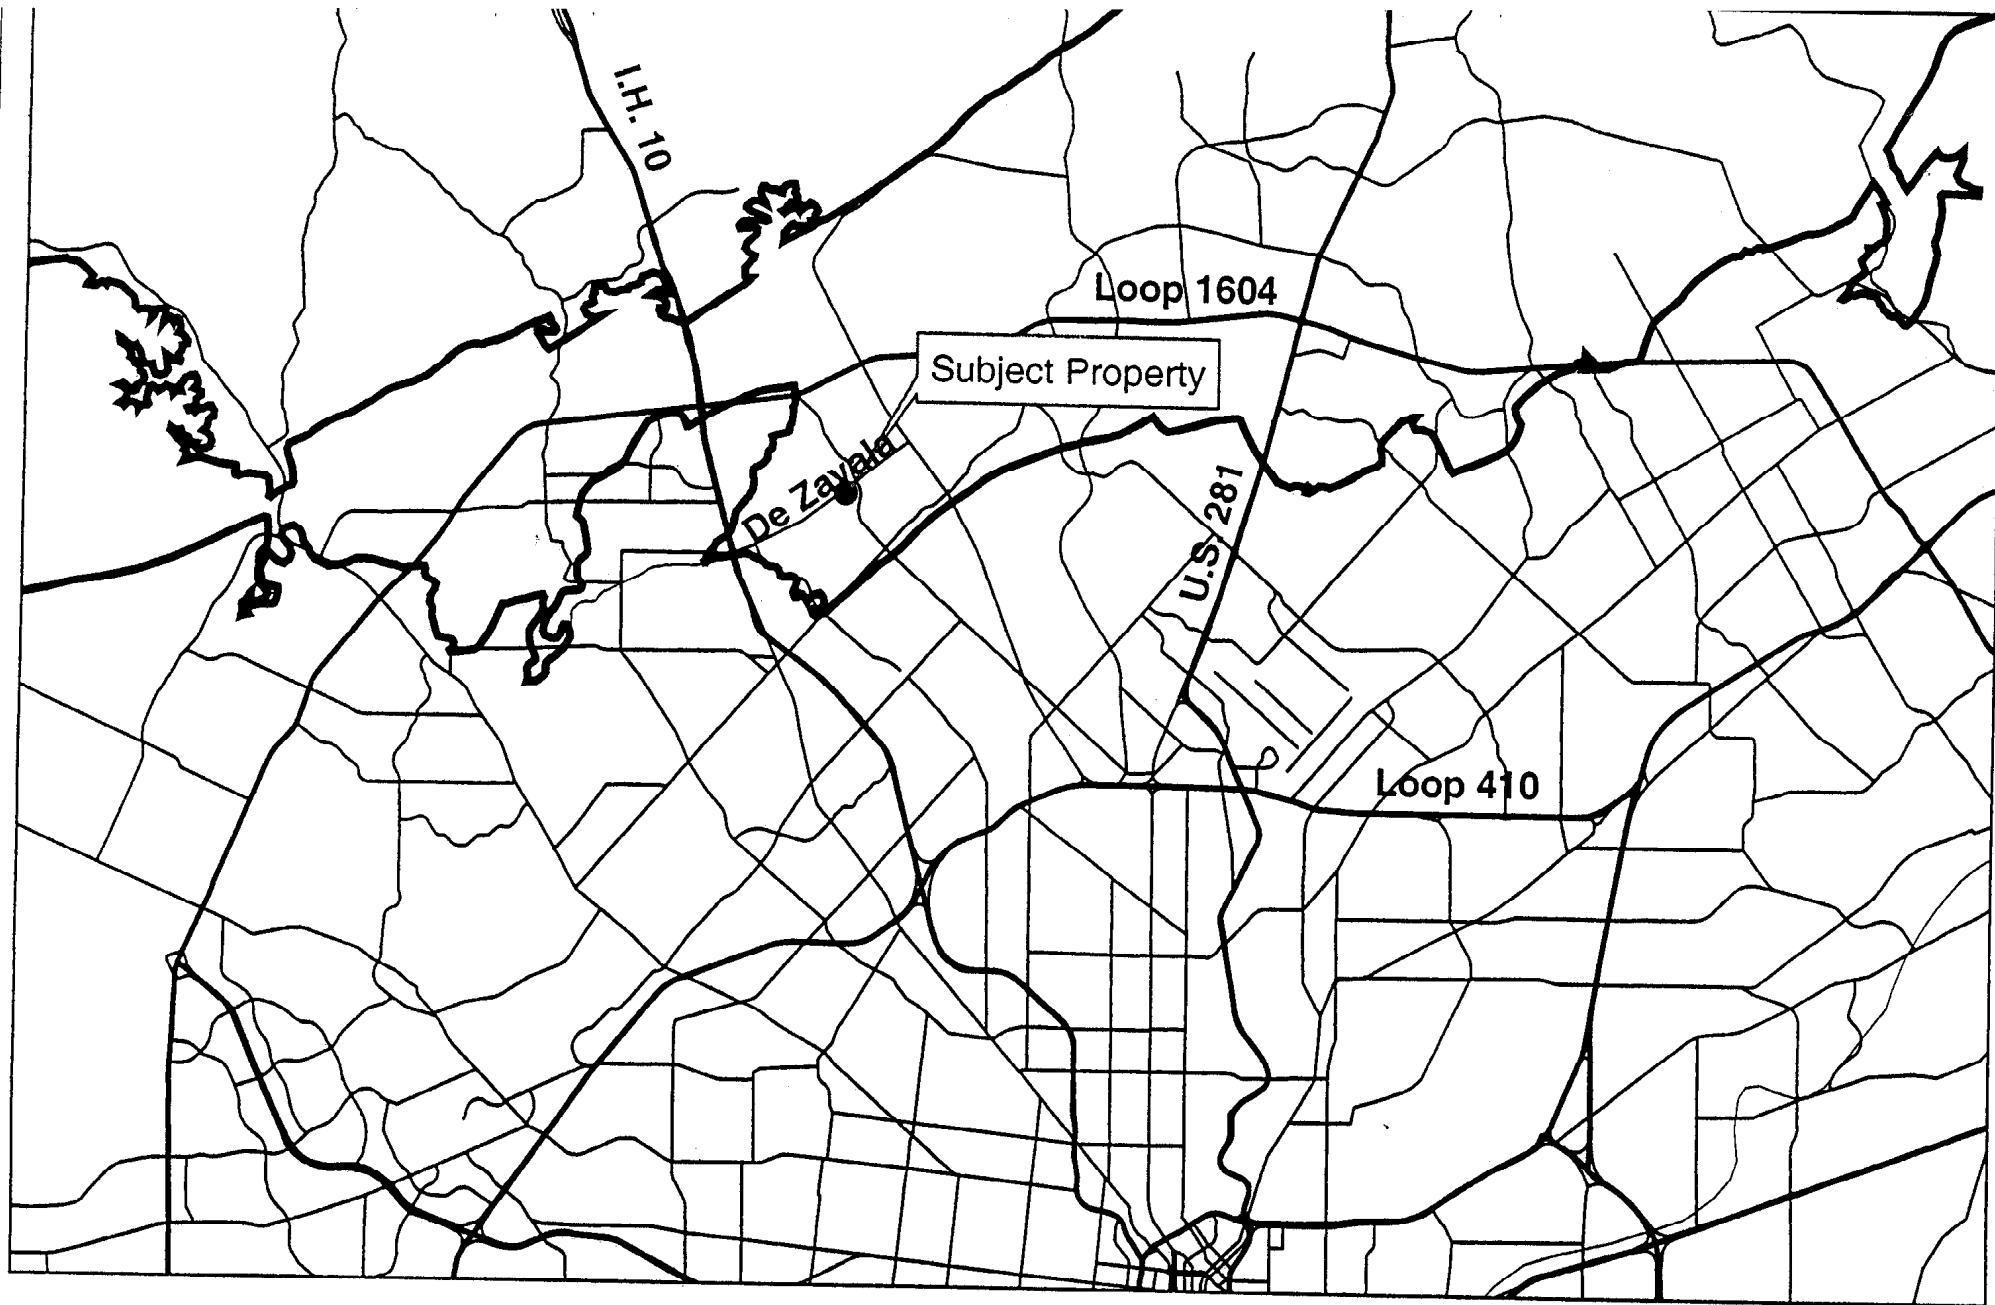 I.H. 10
Loop 1604
Subject Property
De Zavala
U.S. 281
Loop 410